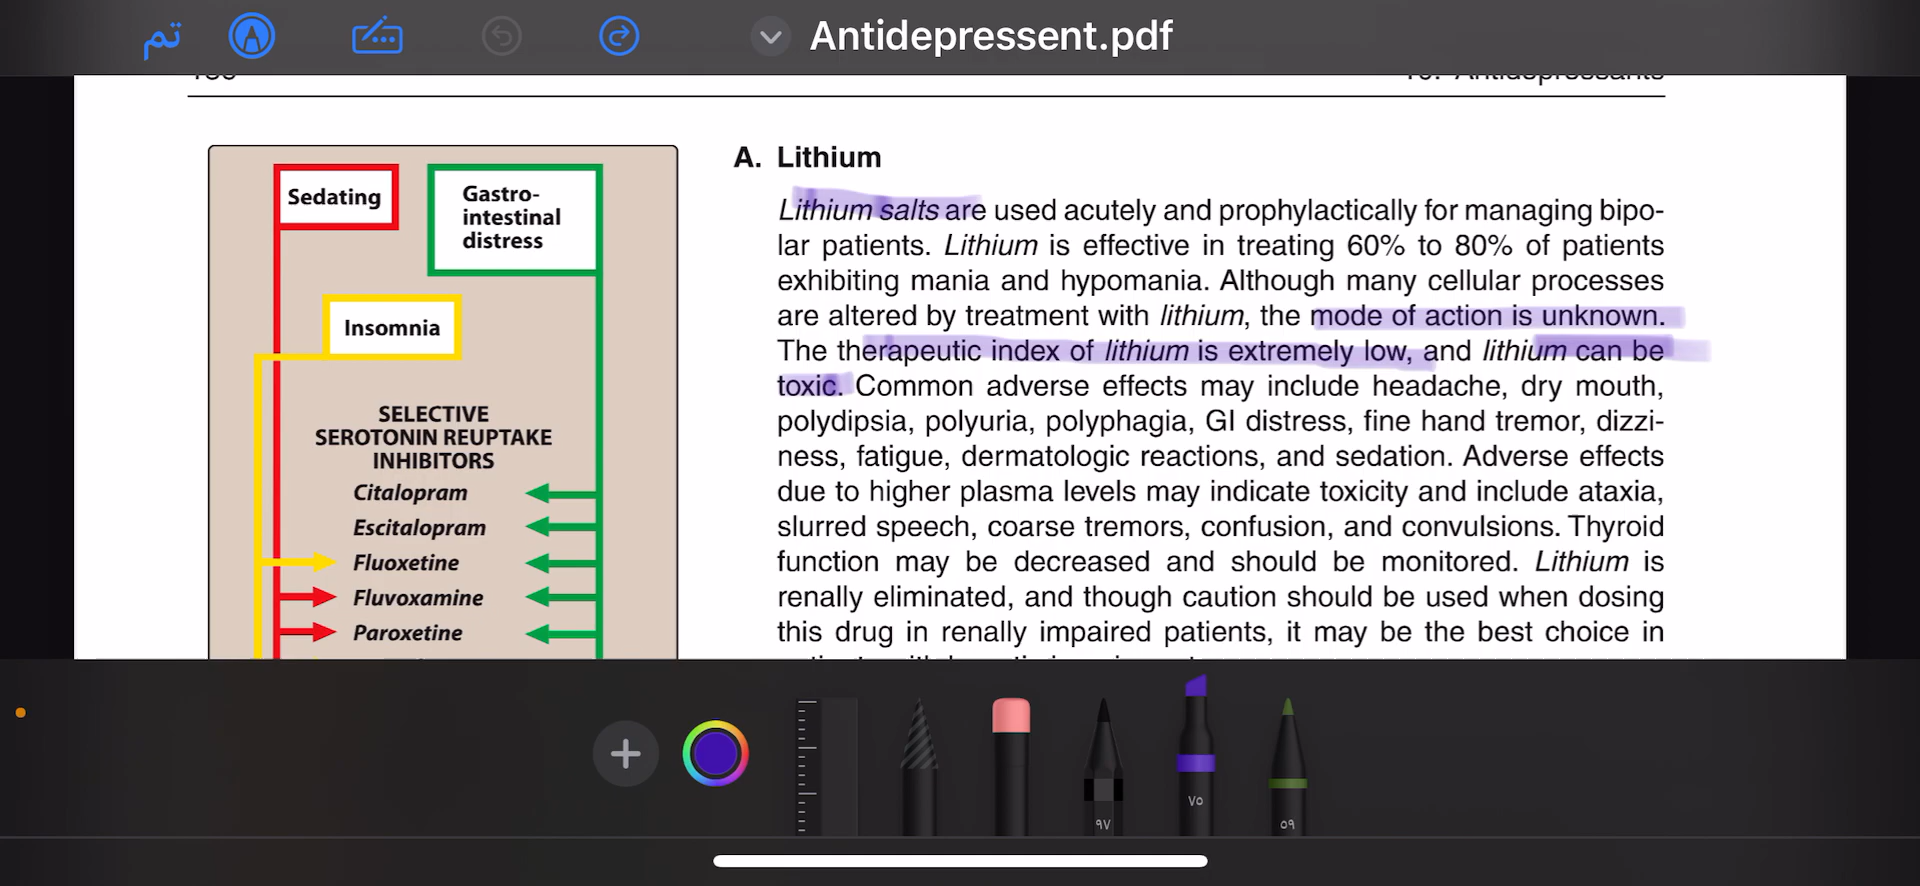 تم
Antidepressent.pdf
10. Antidepressants
Sedating
Gastro-
intestinal
distress
Insomnia
SELECTIVE
SEROTONIN REUPTAKE
INHIBITORS
Citalopram
Escitalopram
Fluoxetine
Fluvoxamine
Paroxetine
A. Lithium
Lithium salts are used acutely and prophylactically for managing bipo-
lar patients. Lithium is effective in treating 60% to 80% of patients
exhibiting mania and hypomania. Although many cellular processes
are altered by treatment with lithium, the mode of action is unknown.
The therapeutic index of lithium is extremely low, and lithium can be
toxic. Common adverse effects may include headache, dry mouth,
polydipsia, polyuria, polyphagia, GI distress, fine hand tremor, dizzi-
ness, fatigue, dermatologic reactions, and sedation. Adverse effects
due to higher plasma levels may indicate toxicity and include ataxia,
slurred speech, coarse tremors, confusion, and convulsions. Thyroid
function may be decreased and should be monitored. Lithium is
renally eliminated, and though caution should be used when dosing
this drug in renally impaired patients, it may be the best choice in
٩٧
٧٥
٥٩